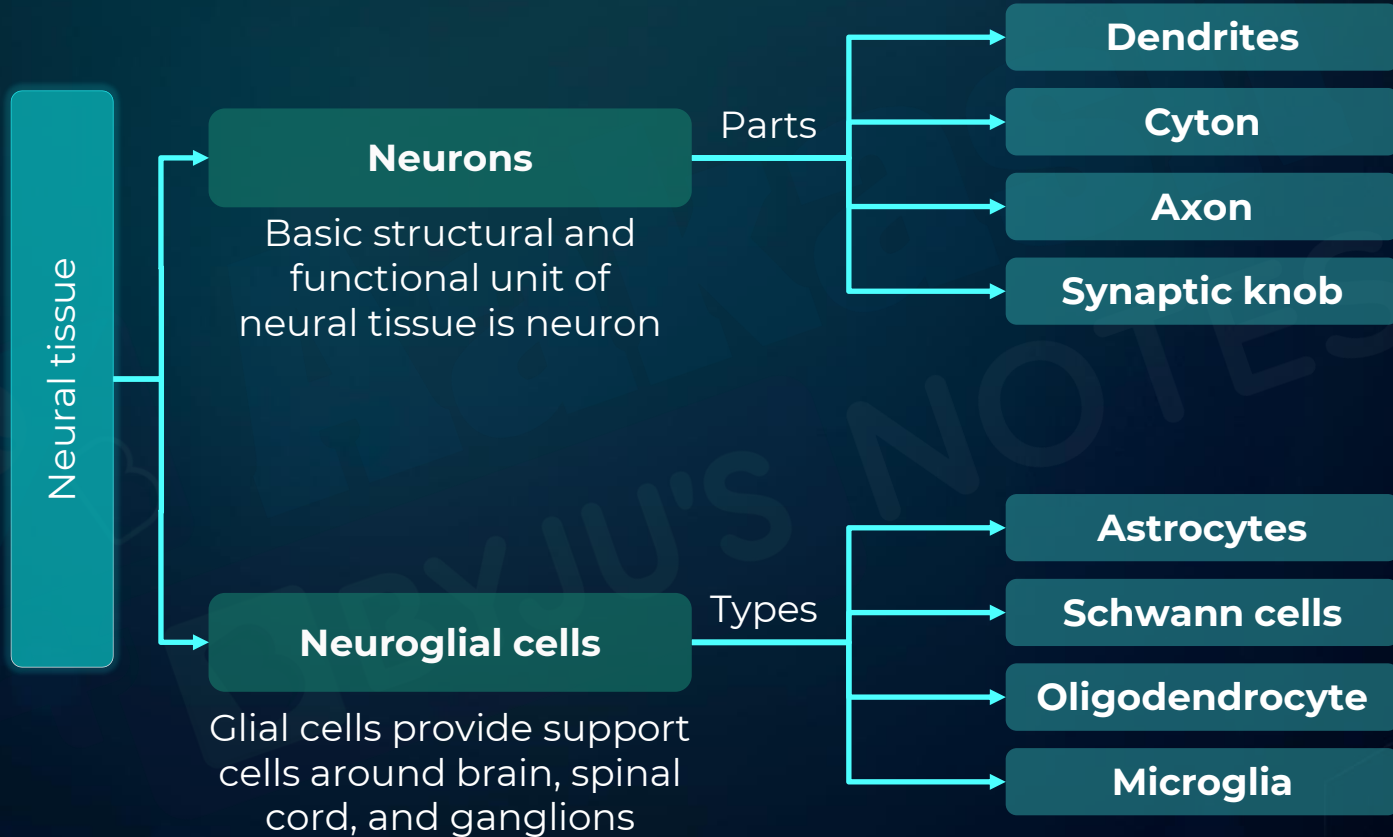 Neural tissue
Neurons
Basic structural and
functional unit of
neural tissue is neuron
Parts
Dendrites
Cyton
Axon
Synaptic knob
Neuroglial cells
Glial cells provide support
cells around brain, spinal
cord, and ganglions
Types
Astrocytes
Schwann cells
Oligodendrocyte
Microglia
BYJU'S NOTES